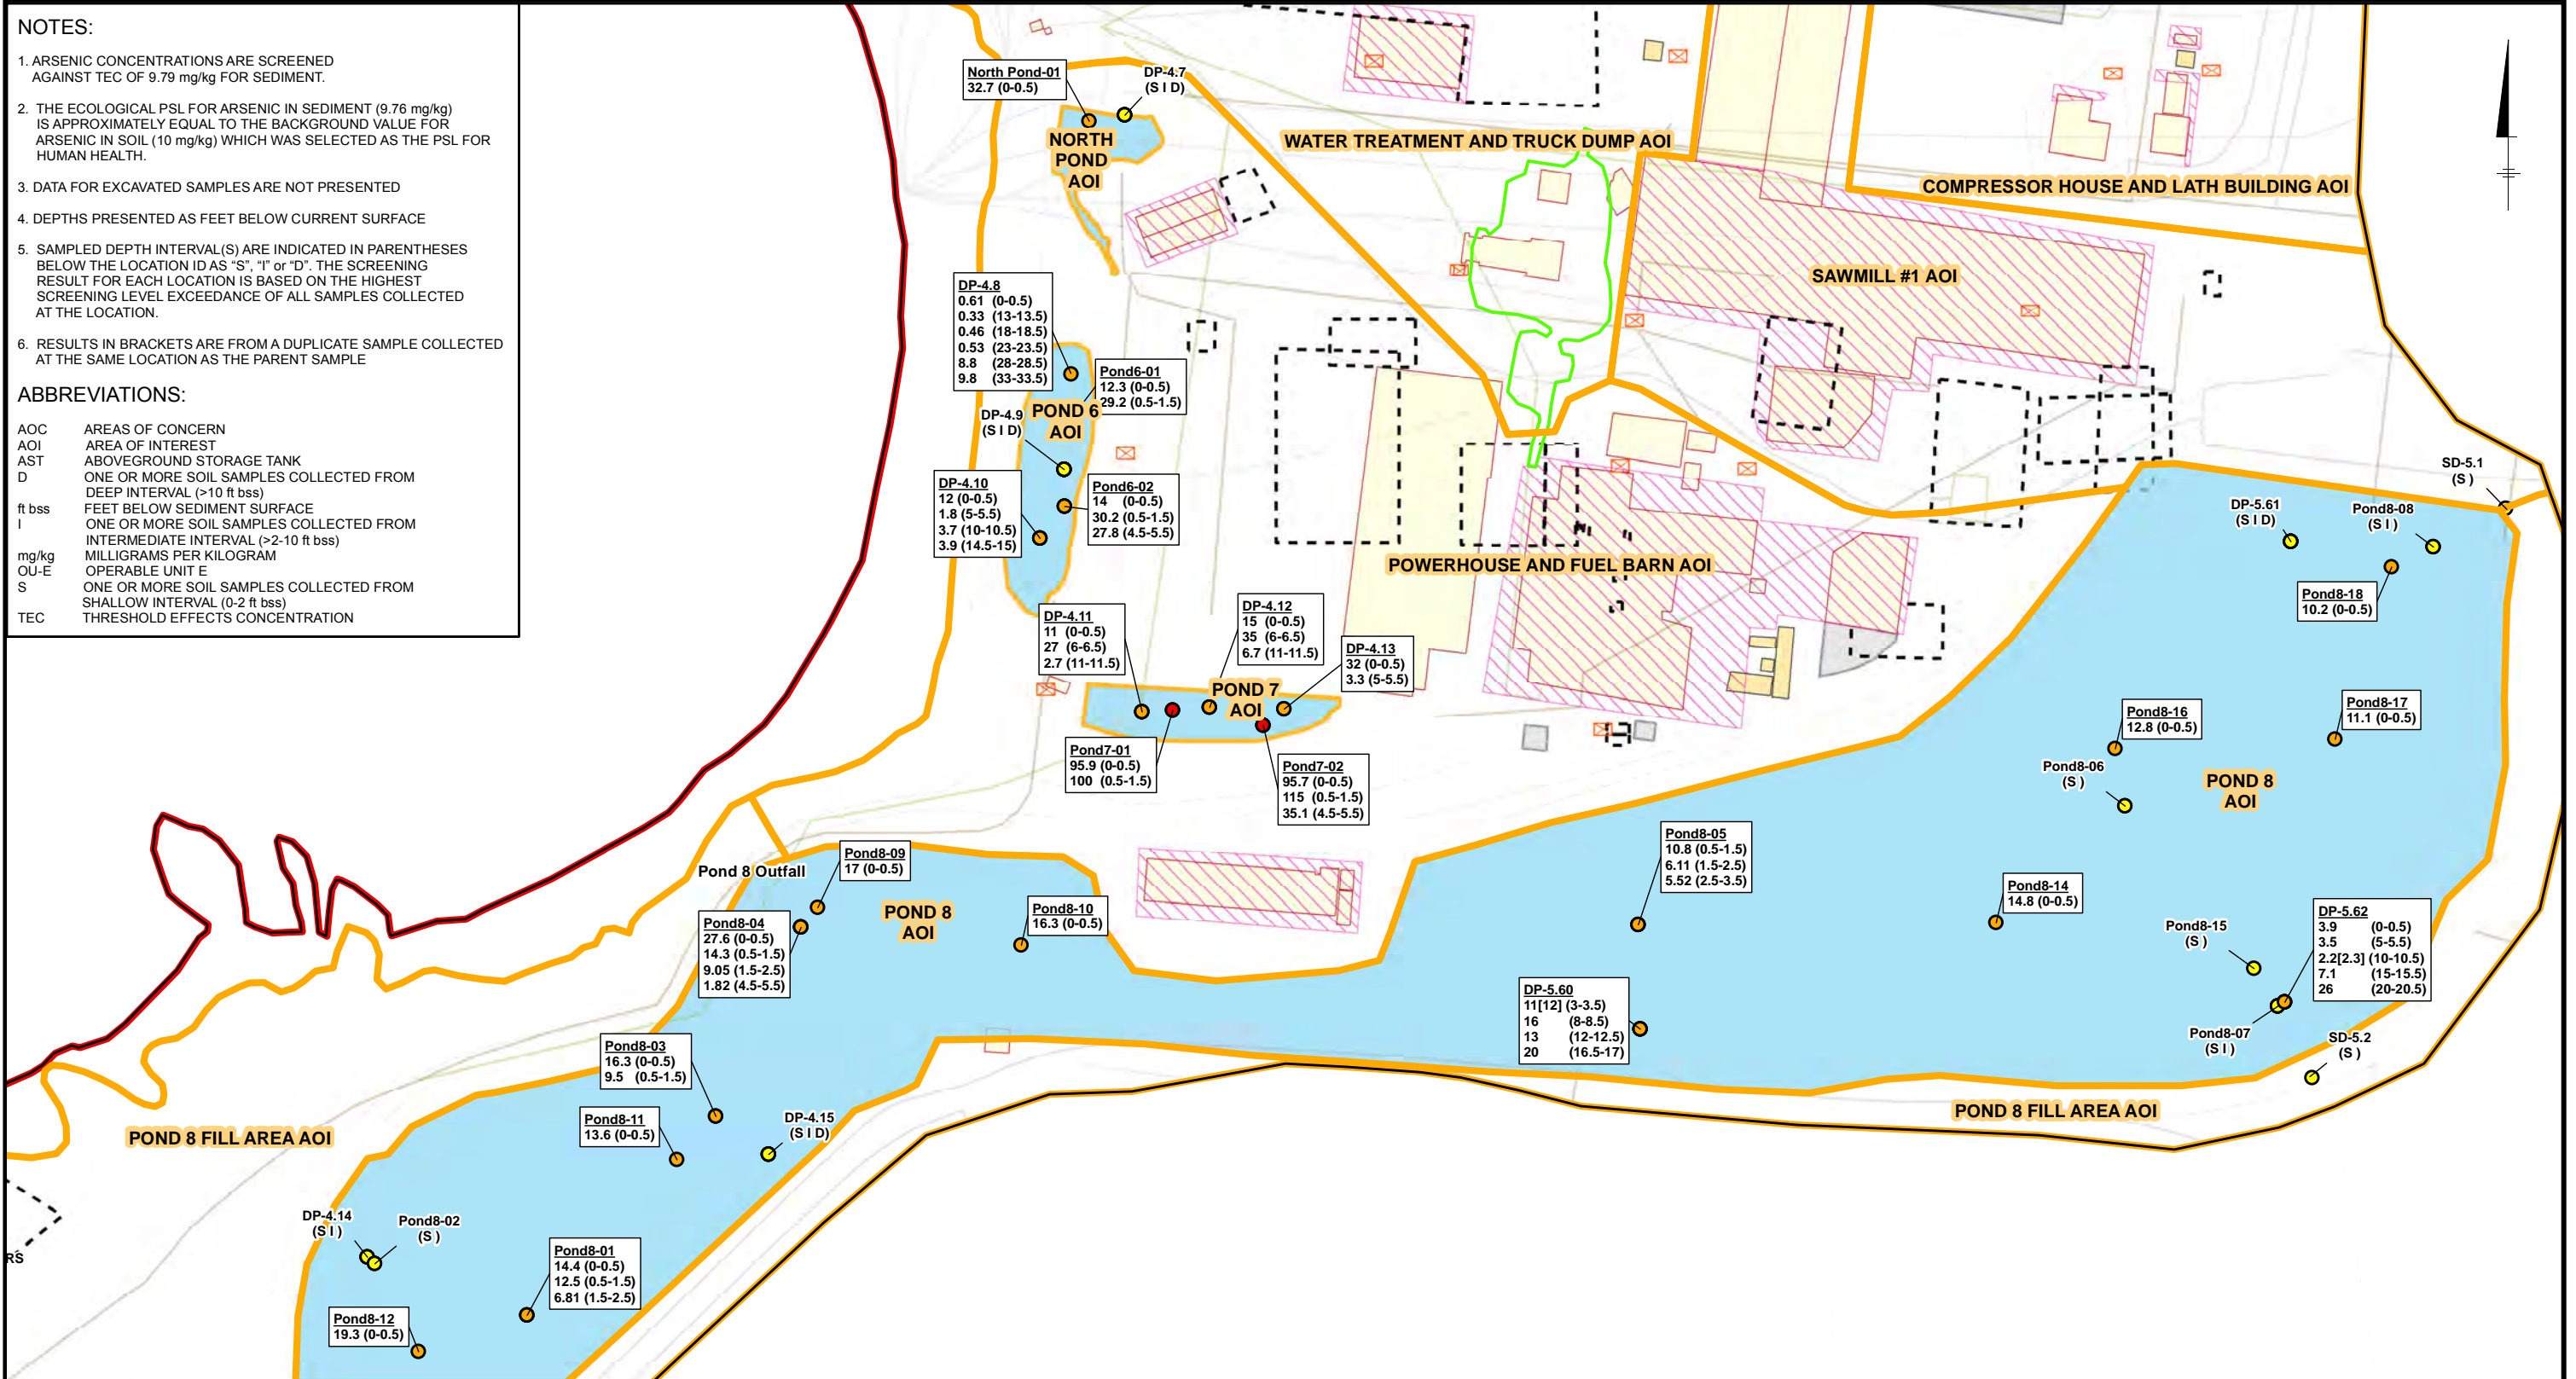 NOTES:
1. ARSENIC CONCENTRATIONS ARE SCREENED
AGAINST TEC OF 9.79 mg/kg FOR SEDIMENT.
2. THE ECOLOGICAL PSL FOR ARSENIC IN SEDIMENT (9.76 mg/kg)
IS APPROXIMATELY EQUAL TO THE BACKGROUND VALUE FOR
ARSENIC IN SOIL (10 mg/kg) WHICH WAS SELECTED AS THE PSL FOR
HUMAN HEALTH.
3. DATA FOR EXCAVATED SAMPLES ARE NOT PRESENTED
4. DEPTHS PRESENTED AS FEET BELOW CURRENT SURFACE
5. SAMPLED DEPTH INTERVAL(S) ARE INDICATED IN PARENTHESES
BELOW THE LOCATION ID AS “S”, “I” or “D”. THE SCREENING
RESULT FOR EACH LOCATION IS BASED ON THE HIGHEST
SCREENING LEVEL EXCEEDANCE OF ALL SAMPLES COLLECTED
AT THE LOCATION.
6. RESULTS IN BRACKETS ARE FROM A DUPLICATE SAMPLE COLLECTED
AT THE SAME LOCATION AS THE PARENT SAMPLE
ABBREVIATIONS:
AOC AREAS OF CONCERN
AOI AREA OF INTEREST
AST ABOVEGROUND STORAGE TANK
D ONE OR MORE SOIL SAMPLES COLLECTED FROM
DEEP INTERVAL (>10 ft bss)
ft bss FEET BELOW SEDIMENT SURFACE
I ONE OR MORE SOIL SAMPLES COLLECTED FROM
INTERMEDIATE INTERVAL (>2-10 ft bss)
mg/kg MILLIGRAMS PER KILOGRAM
OU-E OPERABLE UNIT E
S ONE OR MORE SOIL SAMPLES COLLECTED FROM
SHALLOW INTERVAL (0-2 ft bss)
TEC THRESHOLD EFFECTS CONCENTRATION
North Pond-01
32.7 (0-0.5)
DP-4.7
(S I D)
NORTH
POND
AOI
WATER TREATMENT AND TRUCK DUMP AOI
COMPRESSOR HOUSE AND LATH BUILDING AOI
SAWMILL #1 AOI
DP-4.8
0.61 (0-0.5)
0.33 (13-13.5)
0.46 (18-18.5)
0.53 (23-23.5)
8.8 (28-28.5)
9.8 (33-33.5)
Pond6-01
12.3 (0-0.5)
29.2 (0.5-1.5)
DP-4.9
(S I D)
POND 6
AOI
DP-4.10
12 (0-0.5)
1.8 (5-5.5)
3.7 (10-10.5)
3.9 (14.5-15)
Pond6-02
14 (0-0.5)
30.2 (0.5-1.5)
27.8 (4.5-5.5)
POWERHOUSE AND FUEL BARN AOI
SD-5.1
(S )
DP-5.61
(S I D)
Pond8-08
(S I )
Pond8-18
10.2 (0-0.5)
DP-4.11
11 (0-0.5)
27 (6-6.5)
2.7 (11-11.5)
DP-4.12
15 (0-0.5)
35 (6-6.5)
6.7 (11-11.5)
DP-4.13
32 (0-0.5)
3.3 (5-5.5)
POND 7
AOI
Pond7-01
95.9 (0-0.5)
100 (0.5-1.5)
Pond7-02
95.7 (0-0.5)
115 (0.5-1.5)
35.1 (4.5-5.5)
Pond8-16
12.8 (0-0.5)
Pond8-17
11.1 (0-0.5)
Pond8-06
(S )
POND 8
AOI
Pond8-05
10.8 (0.5-1.5)
6.11 (1.5-2.5)
5.52 (2.5-3.5)
Pond8-14
14.8 (0-0.5)
Pond 8 Outfall
Pond8-09
17 (0-0.5)
POND 8
AOI
Pond8-10
16.3 (0-0.5)
Pond8-04
27.6 (0-0.5)
14.3 (0.5-1.5)
9.05 (1.5-2.5)
1.82 (4.5-5.5)
Pond8-15
(S )
DP-5.62
3.9 (0-0.5)
3.5 (5-5.5)
2.2[2.3] (10-10.5)
7.1 (15-15.5)
26 (20-20.5)
DP-5.60
11[12] (3-3.5)
16 (8-8.5)
13 (12-12.5)
20 (16.5-17)
Pond8-07
(S I )
SD-5.2
(S )
Pond8-03
16.3 (0-0.5)
9.5 (0.5-1.5)
Pond8-11
13.6 (0-0.5)
DP-4.15
(S I D)
POND 8 FILL AREA AOI
POND 8 FILL AREA AOI
DP-4.14
(S I )
Pond8-02
(S )
RS
Pond8-01
14.4 (0-0.5)
12.5 (0.5-1.5)
6.81 (1.5-2.5)
Pond8-12
19.3 (0-0.5)